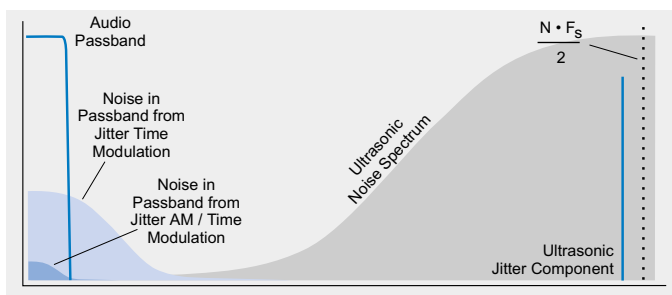 Audio
Passband
Noise in
Passband from
Jitter Time
Modulation
Noise in
Passband from
Jitter AM / Time
Modulation
Ultrasonic
Noise Spectrum
N • Fs
2
Ultrasonic
Jitter Component